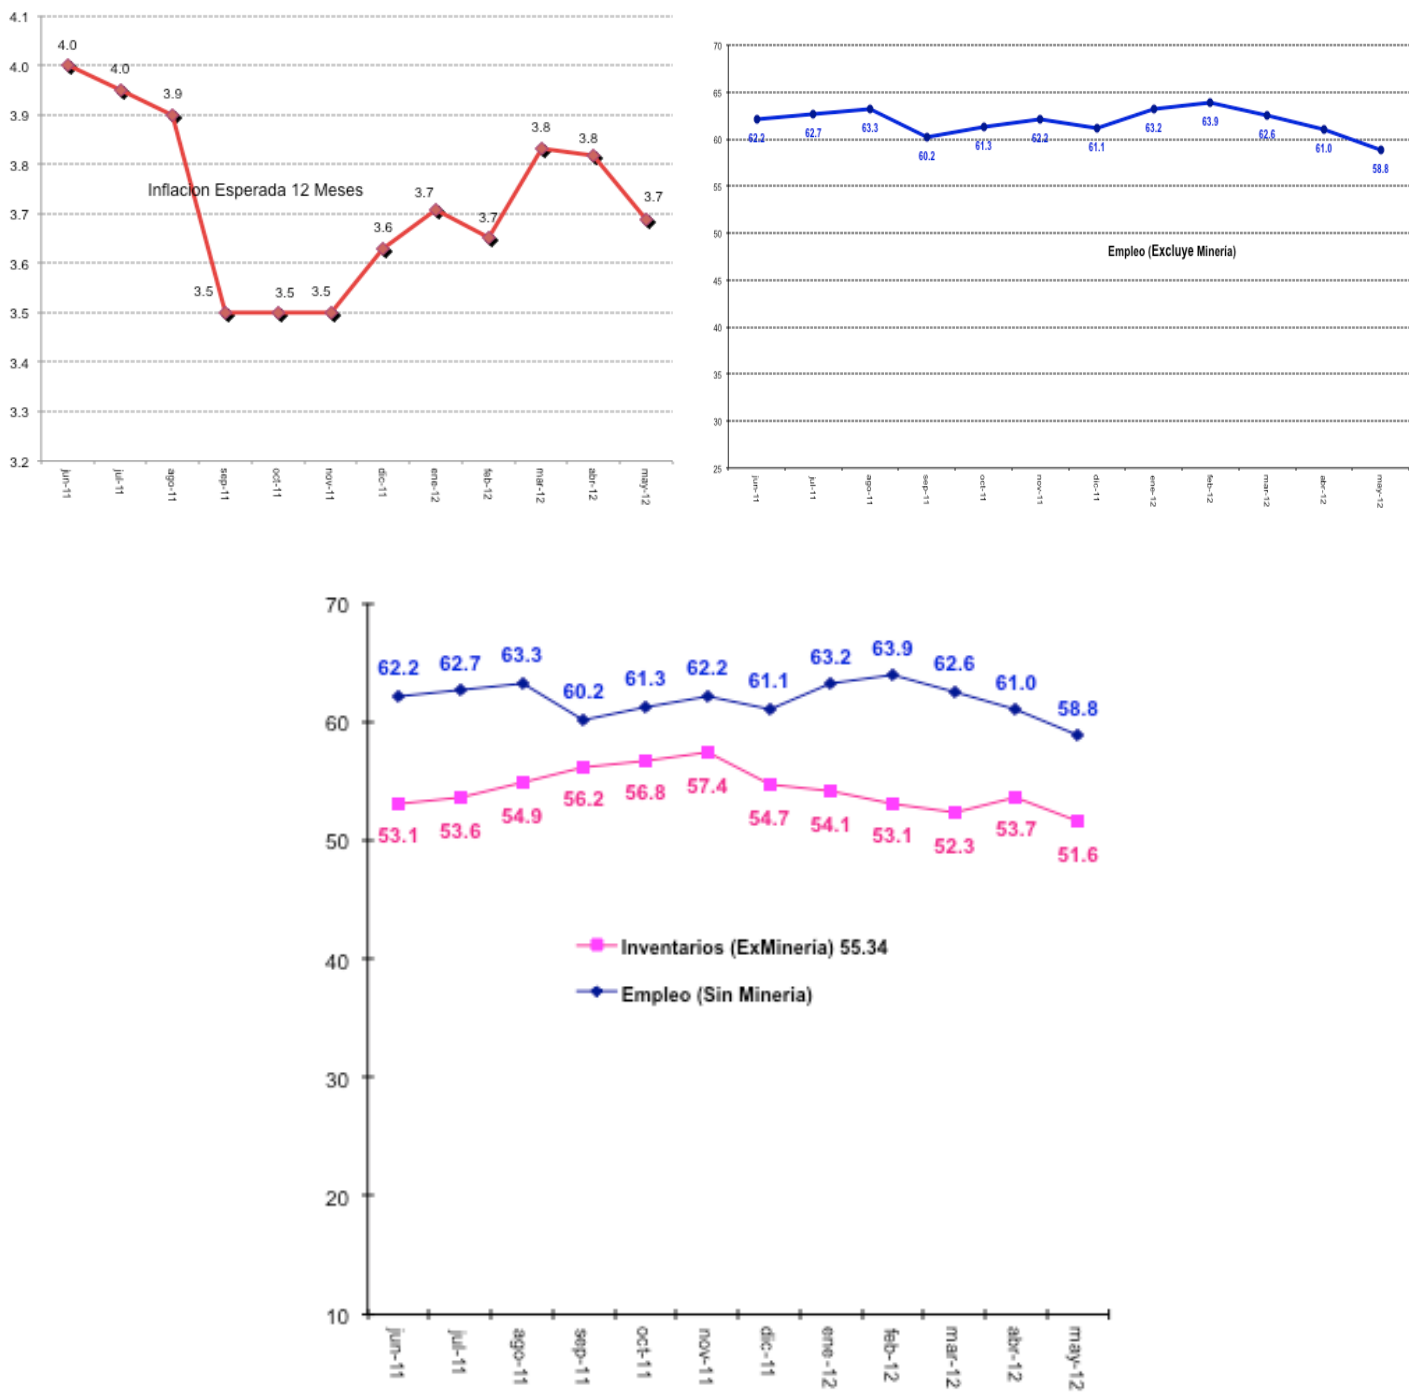 4.1
4.0
3.9
3.8
3.7
3.6
3.5
3.4
3.3
3.2
4.0
4.0
3.9
3.5
3.5
3.5
3.6
3.7
3.7
3.8
3.8
3.7
Inflacion Esperada 12 Meses
jun-11
jul-11
ago-11
sep-11
oct-11
nov-11
dic-11
ene-12
feb-12
mar-12
abr-12
may-12
70
65
60
55
50
45
40
35
30
25
62.2
62.7
63.3
60.2
61.3
62.2
61.1
63.2
63.9
62.6
61.0
58.8
Empleo (Excluye Mineria)
jun-11
jul-11
ago-11
sep-11
oct-11
nov-11
dic-11
ene-12
feb-12
mar-12
abr-12
may-12
70
60
50
40
30
20
10
62.2
62.7
63.3
60.2
61.3
62.2
61.1
63.2
63.9
62.6
61.0
58.8
53.1
53.6
54.9
56.2
56.8
57.4
54.7
54.1
53.1
52.3
53.7
51.6
Inventarios (ExMineria) 55.34
Empleo (Sin Mineria)
jun-11
jul-11
ago-11
sep-11
oct-11
nov-11
dic-11
ene-12
feb-12
mar-12
abr-12
may-12